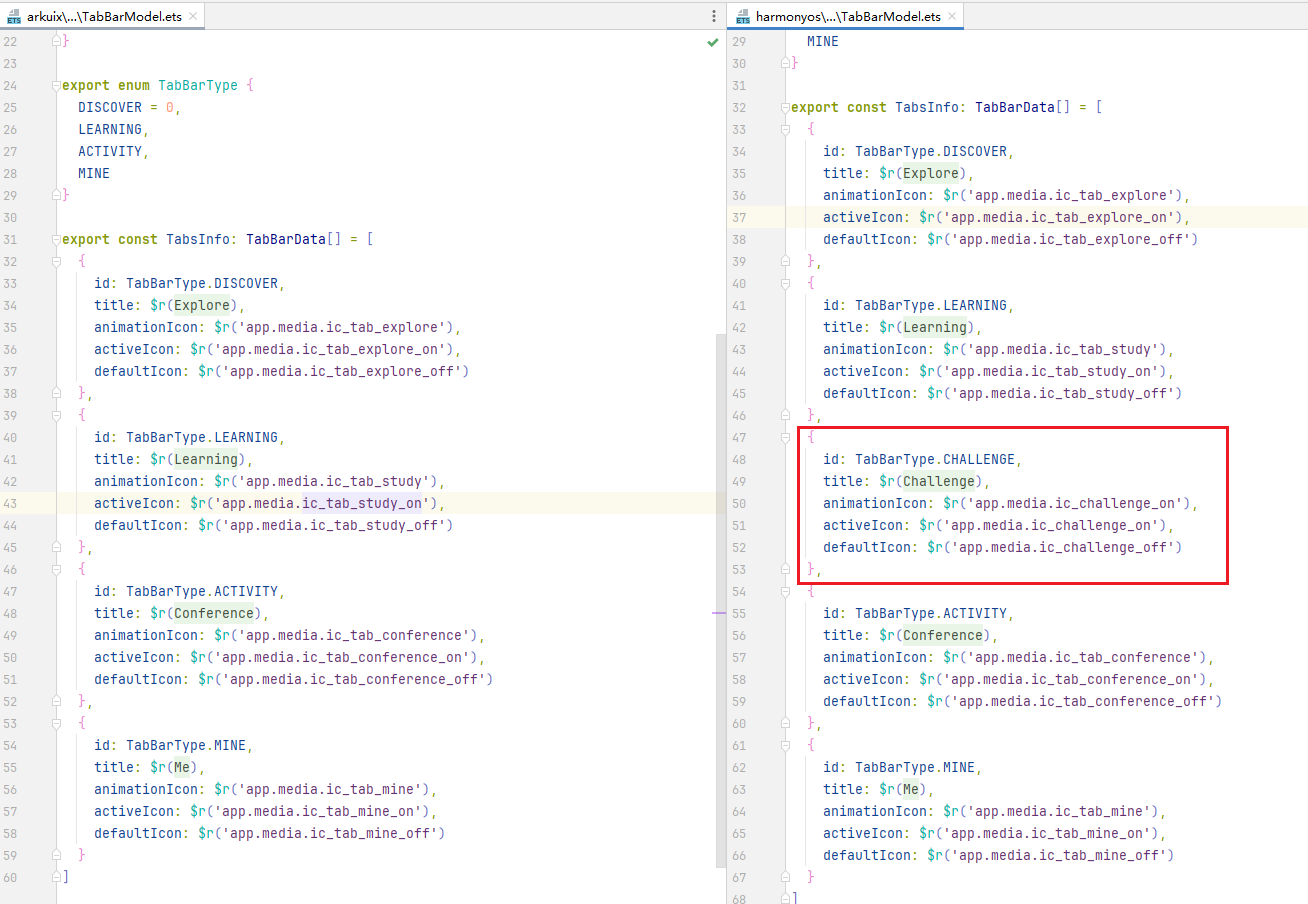 arkuix\...\TabBarModel.ets
22 }
23
24 export enum TabBarType {
25 DISCOVER = 0,
26 LEARNING,
27 ACTIVITY,
28 MINE
29 }
30
31 export const TabsInfo: TabBarData[] = [
32 {
33 id: TabBarType.DISCOVER,
34 title: $r(Explore),
35 animationIcon: $r('app.media.ic_tab_explore'),
36 activeIcon: $r('app.media.ic_tab_explore_on'),
37 defaultIcon: $r('app.media.ic_tab_explore_off')
38 },
39 {
40 id: TabBarType.LEARNING,
41 title: $r(Learning),
42 animationIcon: $r('app.media.ic_tab_study'),
43 activeIcon: $r('app.media.ic_tab_study_on'),
44 defaultIcon: $r('app.media.ic_tab_study_off')
45 },
46 {
47 id: TabBarType.ACTIVITY,
48 title: $r(Conference),
49 animationIcon: $r('app.media.ic_tab_conference'),
50 activeIcon: $r('app.media.ic_tab_conference_on'),
51 defaultIcon: $r('app.media.ic_tab_conference_off')
52 },
53 {
54 id: TabBarType.MINE,
55 title: $r(Me),
56 animationIcon: $r('app.media.ic_tab_mine'),
57 activeIcon: $r('app.media.ic_tab_mine_on'),
58 defaultIcon: $r('app.media.ic_tab_mine_off')
59 }
60 ]
harmonyos\...\TabBarModel.ets
29 MINE
30 }
31
32 export const TabsInfo: TabBarData[] = [
33 {
34 id: TabBarType.DISCOVER,
35 title: $r(Explore),
36 animationIcon: $r('app.media.ic_tab_explore'),
37 activeIcon: $r('app.media.ic_tab_explore_on'),
38 defaultIcon: $r('app.media.ic_tab_explore_off')
39 },
40 {
41 id: TabBarType.LEARNING,
42 title: $r(Learning),
43 animationIcon: $r('app.media.ic_tab_study'),
44 activeIcon: $r('app.media.ic_tab_study_on'),
45 defaultIcon: $r('app.media.ic_tab_study_off')
46 },
47 {
48 id: TabBarType.CHALLENGE,
49 title: $r(Challenge),
50 animationIcon: $r('app.media.ic_challenge_on'),
51 activeIcon: $r('app.media.ic_challenge_on'),
52 defaultIcon: $r('app.media.ic_challenge_off')
53 },
54 {
55 id: TabBarType.ACTIVITY,
56 title: $r(Conference),
57 animationIcon: $r('app.media.ic_tab_conference'),
58 activeIcon: $r('app.media.ic_tab_conference_on'),
59 defaultIcon: $r('app.media.ic_tab_conference_off')
60 },
61 {
62 id: TabBarType.MINE,
63 title: $r(Me),
64 animationIcon: $r('app.media.ic_tab_mine'),
65 activeIcon: $r('app.media.ic_tab_mine_on'),
66 defaultIcon: $r('app.media.ic_tab_mine_off')
67 }
68 ]